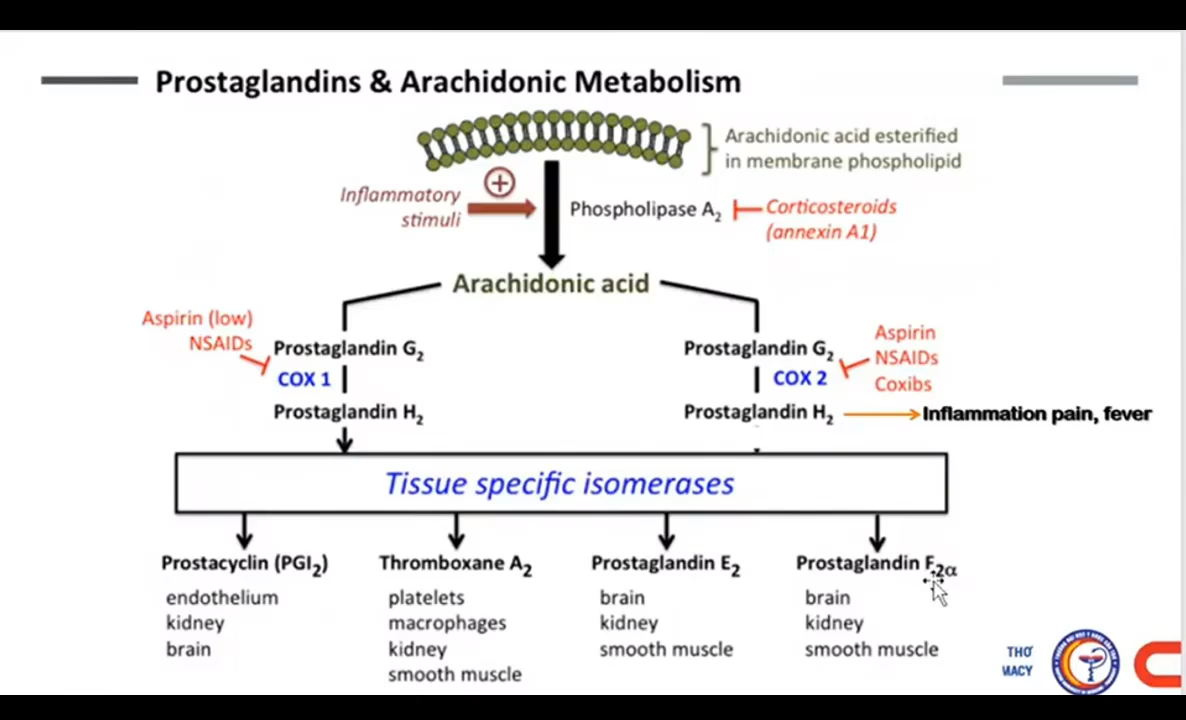 Prostaglandins & Arachidonic Metabolism
Arachidonic acid esterified
in membrane phospholipid
Inflammatory
stimuli
Phospholipase A2
Corticosteroids
(annexin A1)
Arachidonic acid
Aspirin (low)
NSAIDs
Prostaglandin G2
COX 1
Prostaglandin H2
Prostaglandin G2
COX 2
Prostaglandin H2
Aspirin
NSAIDs
Coxibs
Inflammation pain, fever
Tissue specific isomerases
Prostacyclin (PGI2)
endothelium
kidney
brain
Thromboxane A2
platelets
macrophages
kidney
smooth muscle
Prostaglandin E2
brain
kidney
smooth muscle
Prostaglandin F2α
brain
kidney
smooth muscle
THƠ
MACY